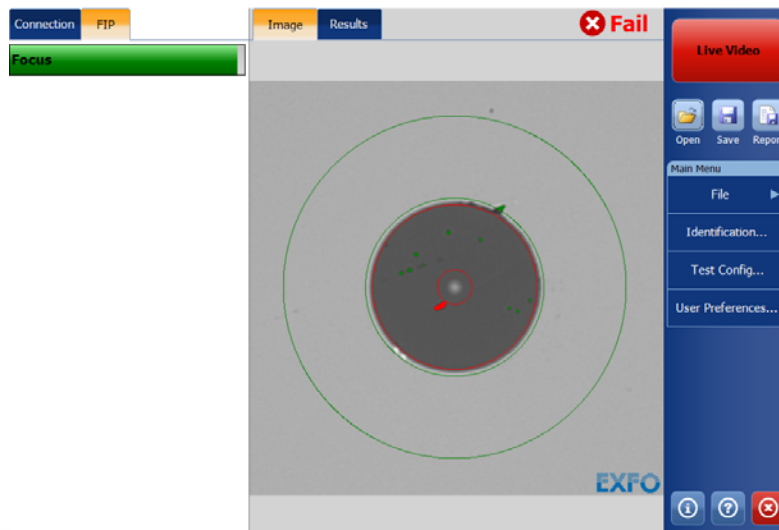 Connection FIP
Image Results
Fail
Focus
Live Video
Open Save Repor
Main Menu
File
Identification...
Test Config...
User Preferences...
EXFO